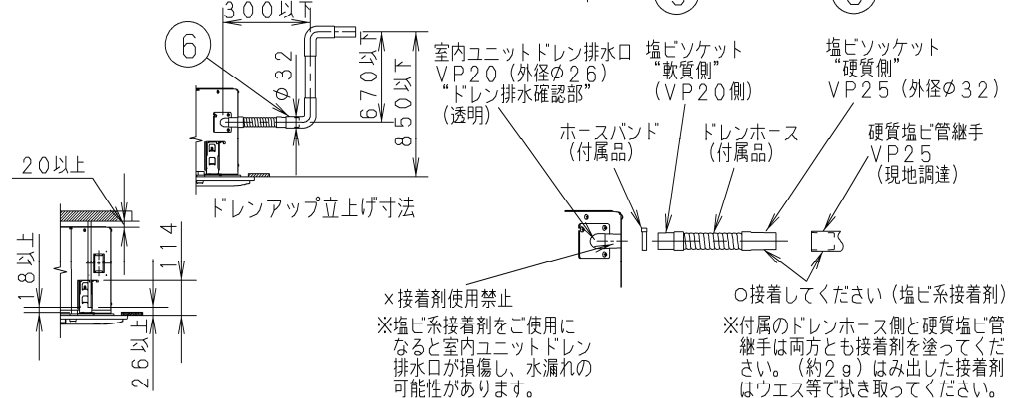 300以下
⑥
φ32
670以下
850以下
ドレンアップ立上げ寸法
20以上
18以上
114
26以上
室内ユニットドレン排水口
VP20(外径φ26)
“ドレン排水確認部”
(透明)
塩ビソケット
“軟質側”
(VP20側)
塩ビソッケット
“硬質側”
VP25(外径φ32)
ホースバンド
(付属品)
ドレンホース
(付属品)
硬質塩ビ管継手
VP25
(現地調達)
×接着剤使用禁止
※塩ビ系接着剤をご使用に
なると室内ユニットドレン
排水口が損傷し、水漏れの
可能性があります。
○接着してください(塩ビ系接着剤)
※付属のドレンホース側と硬質塩ビ管
継手は両方とも接着剤を塗ってくだ
さい。(約2g)はみ出した接着剤
はウエス等で拭き取ってください。